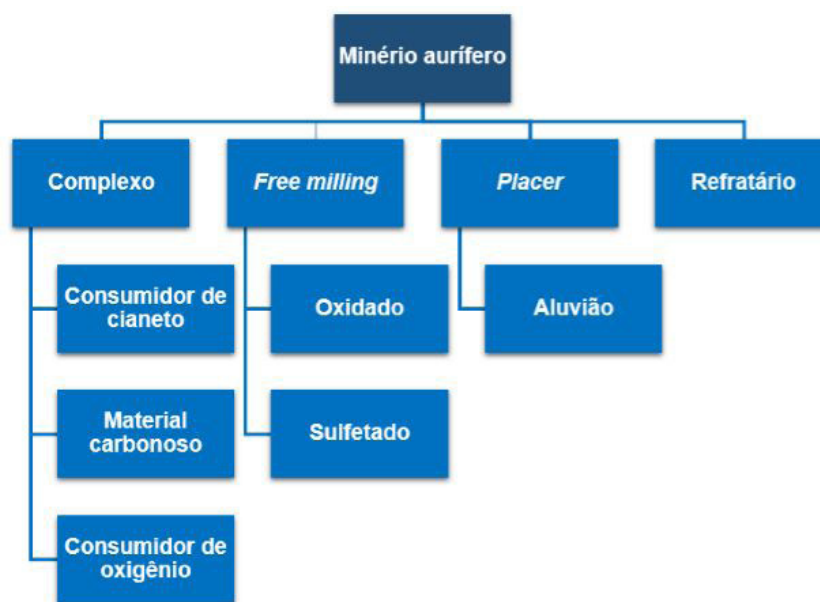 Minério aurífero
Complexo
Free milling
Placer
Refratário
Consumidor de
cianeto
Oxidado
Aluvião
Material
carbonoso
Sulfetado
Consumidor de
oxigênio